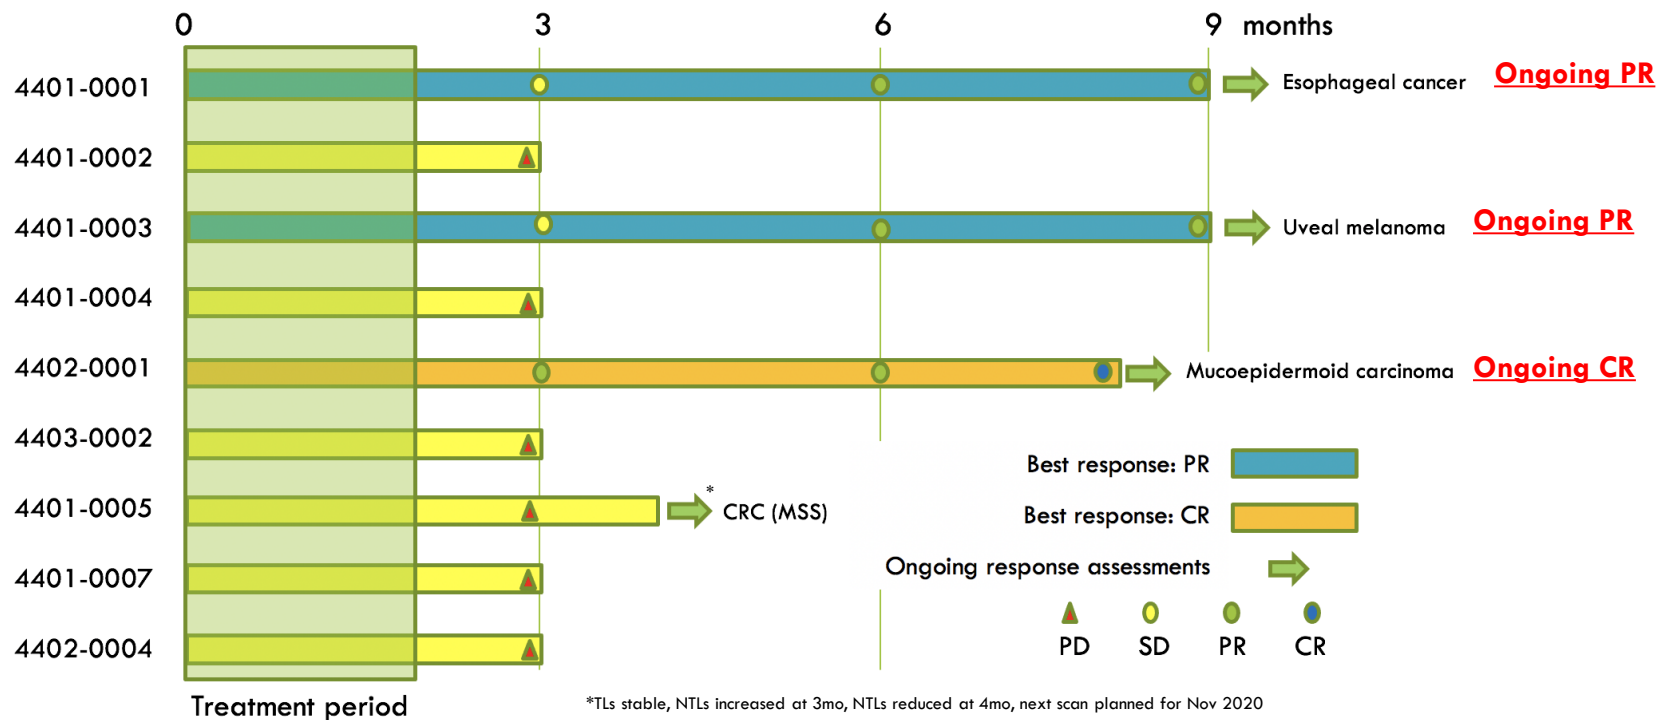 0 3 6 9 months
4401-0001 Esophageal cancer Ongoing PR
4401-0002
4401-0003 Uveal melanoma Ongoing PR
4401-0004
4402-0001 Mucoepidermoid carcinoma Ongoing CR
4403-0002
Best response: PR
4401-0005 * CRC (MSS)
Best response: CR
Ongoing response assessments
4401-0007
PD SD PR CR
4402-0004
Treatment period
*TLs stable, NTLs increased at 3mo, NTLs reduced at 4mo, next scan planned for Nov 2020